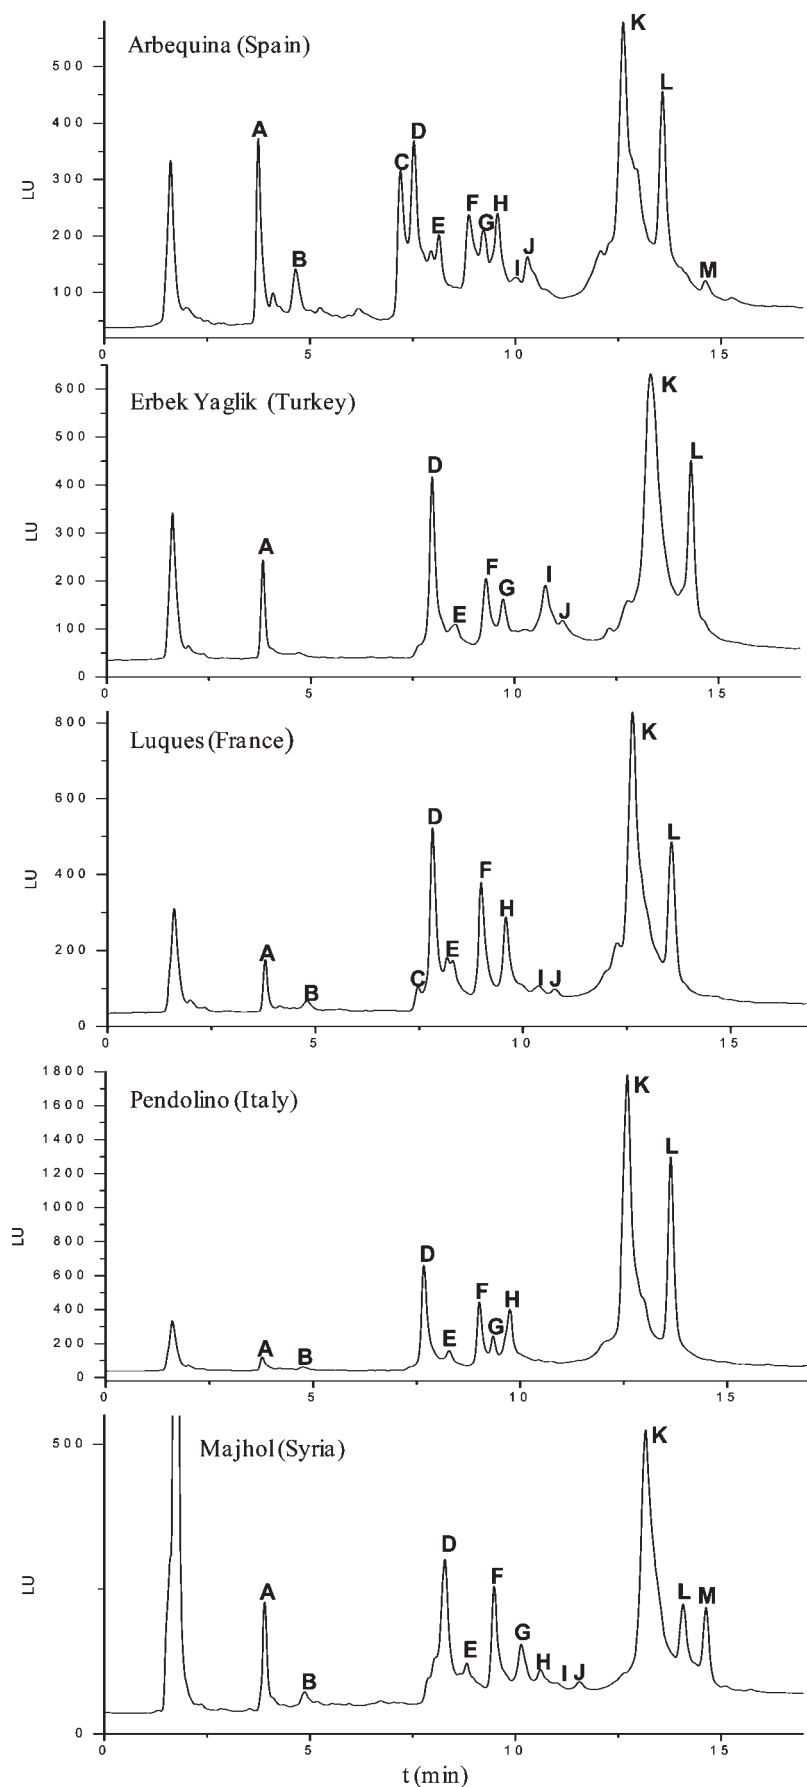 Arbequina (Spain)
K
L
A
D
C
E
F
G
H
I
J
B
M
500
400
300
200
100
LU
0
5
10
15
Erbek Yaglik (Turkey)
K
L
D
A
F
G
I
E
J
600
500
400
300
200
100
0
LU
0
5
10
15
Luques (France)
K
L
D
F
H
A
E
C
B
I
J
800
600
400
200
0
LU
0
5
10
15
Pendolino (Italy)
K
L
D
F
H
G
E
A
B
1800
1600
1400
1200
1000
800
600
400
200
0
LU
0
5
10
15
Majhol (Syria)
K
D
F
A
L
M
G
E
H
I
J
B
500
0
LU
0
5
10
15
t (min)